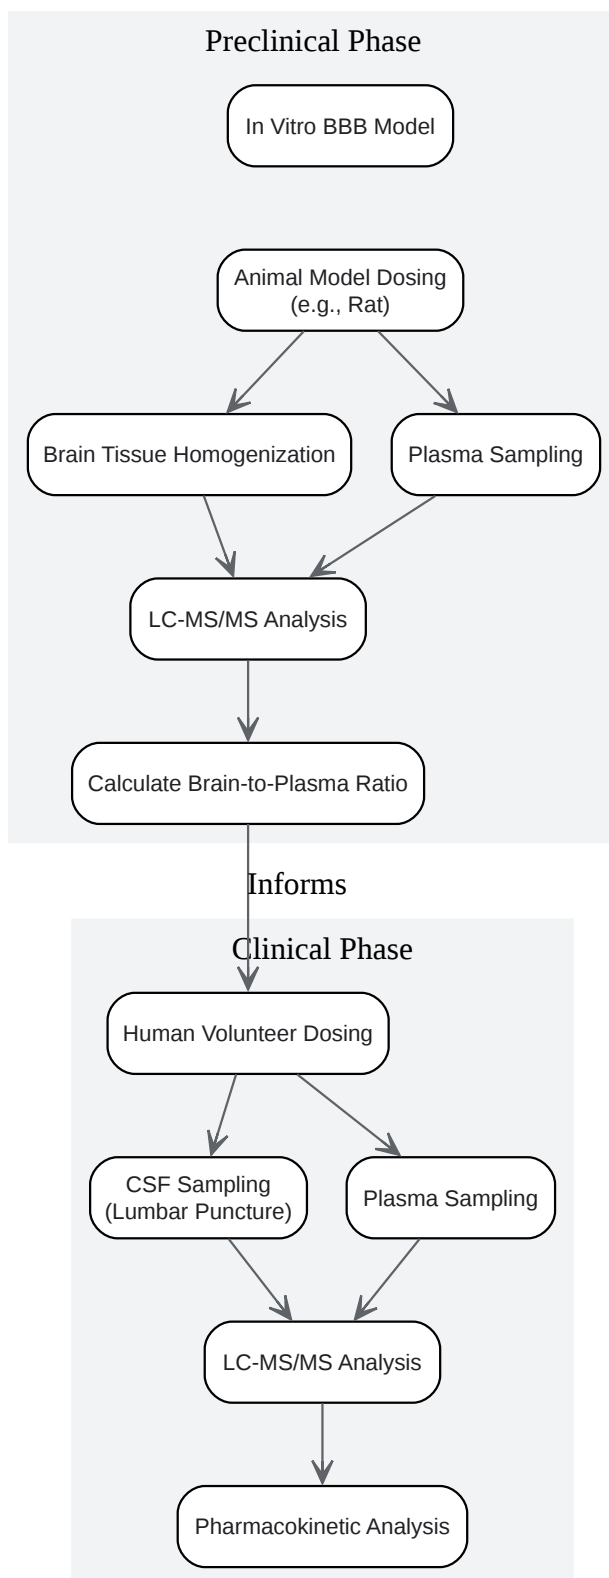 Preclinical Phase
In Vitro BBB Model
Animal Model Dosing
(e.g., Rat)
Brain Tissue Homogenization
Plasma Sampling
LC-MS/MS Analysis
Calculate Brain-to-Plasma Ratio
Informs
Clinical Phase
Human Volunteer Dosing
CSF Sampling
(Lumbar Puncture)
Plasma Sampling
LC-MS/MS Analysis
Pharmacokinetic Analysis